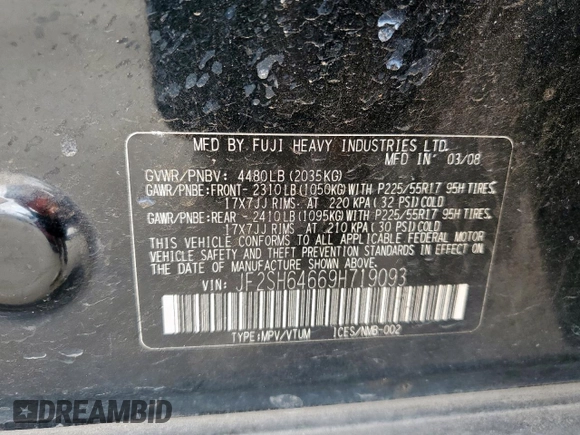 MFD BY FUJI HEAVY INDUSTRIES LTD.
MFD IN 03/08
GVWR/PNBV: 4480LB(2035KG)
GAWR/PNBE:FRONT- 2310LB(1050KG)WITH P225/55R17 95H TIRES,
17X7JJ RIMS, AT 220 KPA(32 PSI)COLD
GAWR/PNBE:REAR -2410LB(1095KG)WITH P225/55R17 95H TIRES,
17X7JJ RIMS, AT 210 KPA(30 PSI)COLD
THIS VEHICLE CONFORMS TO ALL APPLICABLE FEDERAL MOTOR
VEHICLE SAFETY AND THEFT PREVENTION STANDARDS IN EFFECT ON
THE DATE OF MANUFACTURE SHOWN ABOVE.
VIN: JF2SH64669H719093
TYPE:MPV/VTUM ICES/NMB-002
DREAMBID